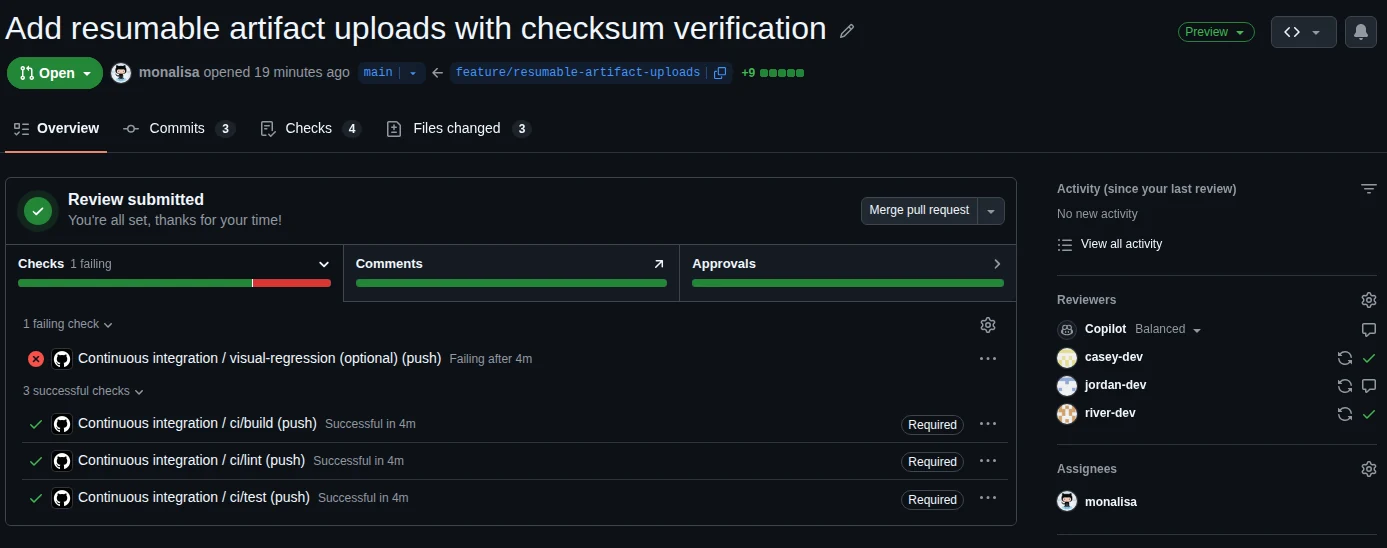 Add resumable artifact uploads with checksum verification
Preview
Open monalisa opened 19 minutes ago main feature/resumable-artifact-uploads +9
Overview Commits 3 Checks 4 Files changed 3
Review submitted
You're all set, thanks for your time!
Merge pull request
Checks 1 failing
Comments
Approvals
1 failing check
Continuous integration / visual-regression (optional) (push) Failing after 4m
3 successful checks
Continuous integration / ci/build (push) Successful in 4m Required
Continuous integration / ci/lint (push) Successful in 4m Required
Continuous integration / ci/test (push) Successful in 4m Required
Activity (since your last review)
No new activity
View all activity
Reviewers
Copilot Balanced
casey-dev
jordan-dev
river-dev
Assignees
monalisa